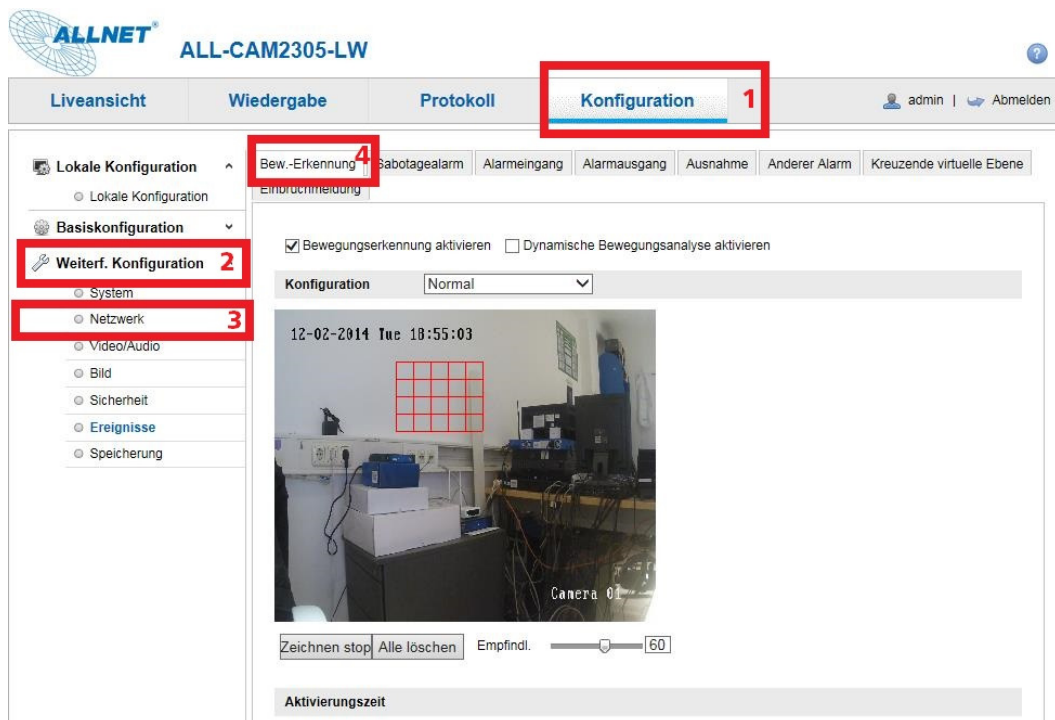 ALLNET®
ALL-CAM2305-LW
Liveansicht
Wiedergabe
Protokoll
Konfiguration
1
admin | Abmelden
Lokale Konfiguration
Lokale Konfiguration
Basiskonfiguration
Weiterf. Konfiguration
2
System
Netzwerk
3
Video/Audio
Bild
Sicherheit
Ereignisse
Speicherung
Bew.-Erkennung
4
Sabotagealarm
Alarmeingang
Alarmausgang
Ausnahme
Anderer Alarm
Kreuzende virtuelle Ebene
Einbruchmeldung
Bewegungserkennung aktivieren
Dynamische Bewegungsanalyse aktivieren
Konfiguration
Normal
12-02-2014 Tue 18:55:03
Camera 01
Zeichnen stop
Alle löschen
Empfindl.
60
Aktivierungszeit